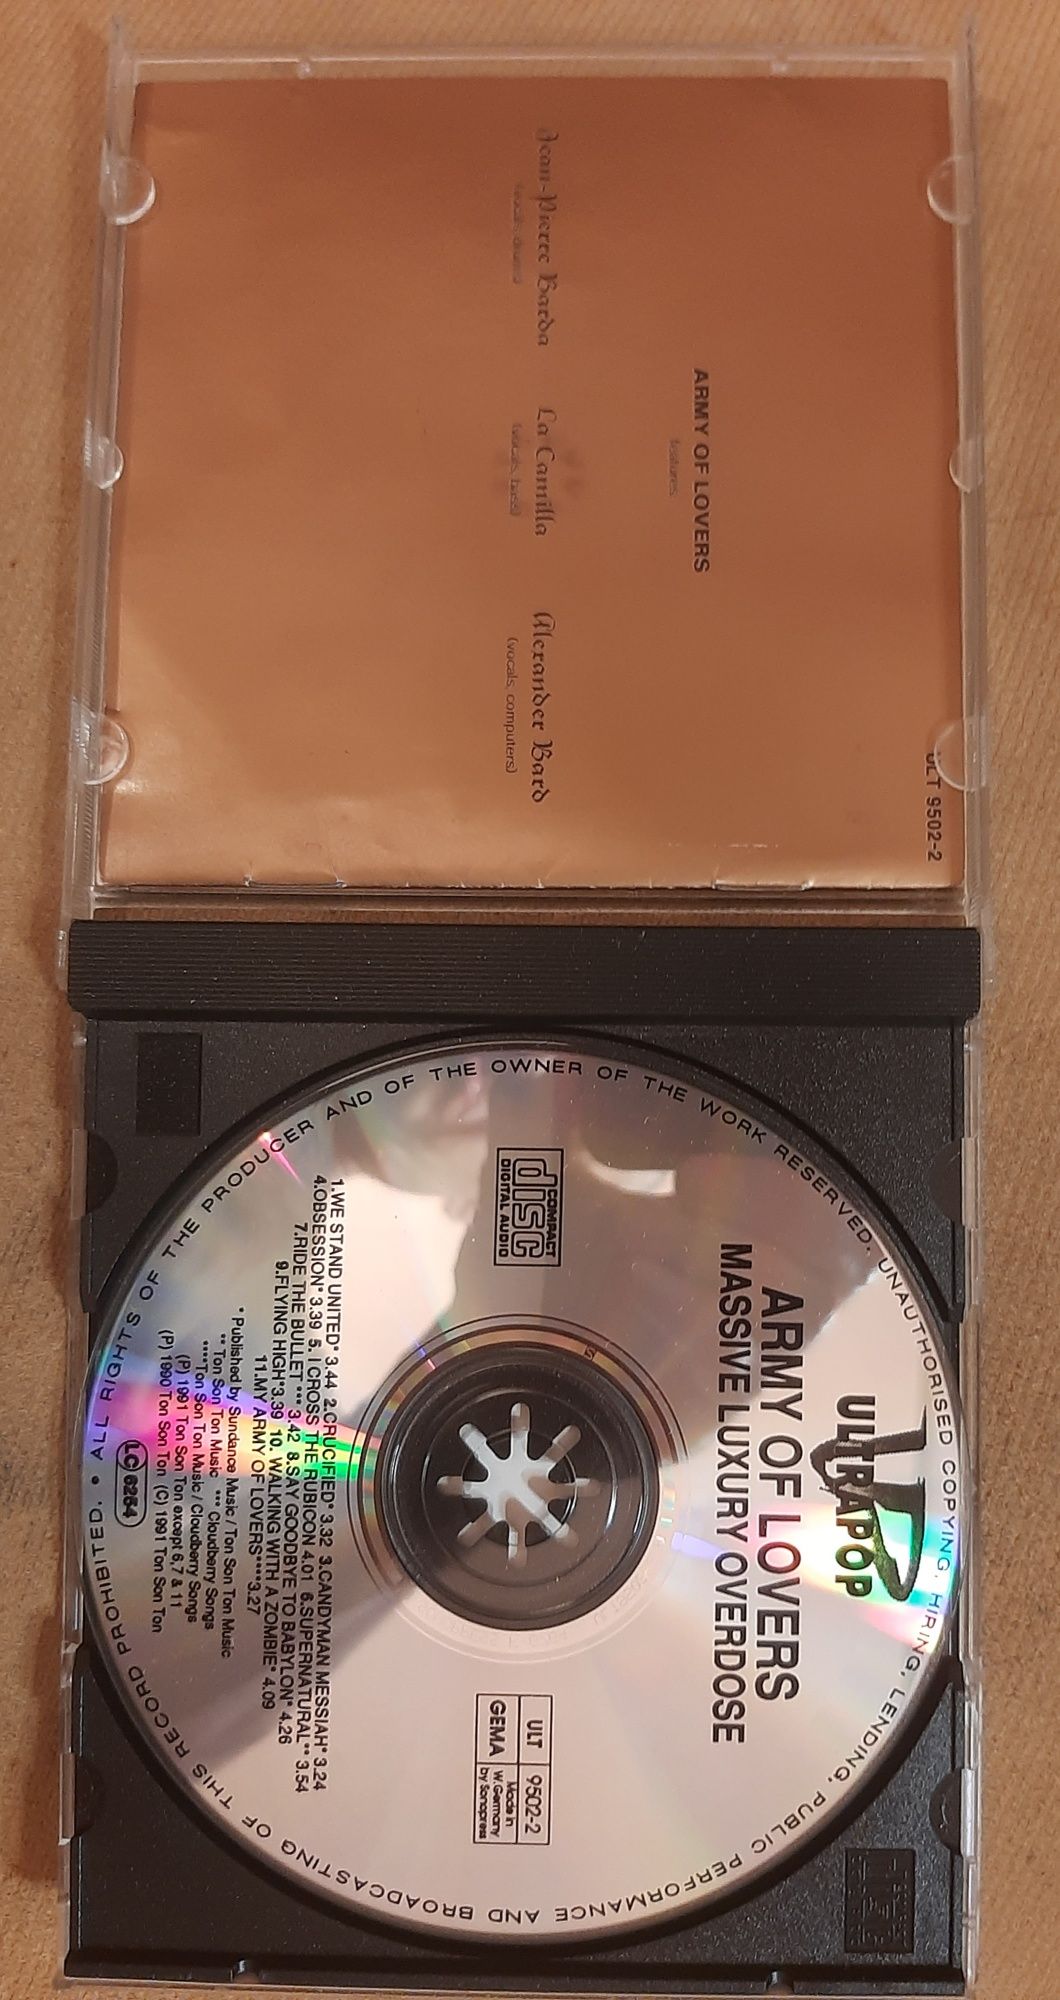 ULT 9502-2
ARMY OF LOVERS
features:
Jean-Pierre Barda
La Camilla
Alexander Bard
(vocals, drums)
(vocals, bass)
(vocals, computers)
ULTRAPOP
ARMY OF LOVERS
MASSIVE LUXURY OVERDOSE
COMPACT
disc
DIGITAL AUDIO
ULT 9502-2
GEMA
Made in
W.Germany
by Sonopress
1.WE STAND UNITED* 3.44 2.CRUCIFIED* 3.32 3.CANDYMAN MESSIAH* 3.24
4.OBSESSION* 3.39 5. I CROSS THE RUBICON 4.01 6.SUPERNATURAL** 3.54
7.RIDE THE BULLET *** 3.42 8.SAY GOODBYE TO BABYLON* 4.26
9.FLYING HIGH*3.39 10. WALKING WITH A ZOMBIE* 4.09
11.MY ARMY OF LOVERS****3.27
* Published by Sundance Music / Ton Son Ton Music
** Ton Son Ton Music *** Cloudberry Songs
****Ton Son Ton Music / Cloudberry Songs
(P) 1991 Ton Son Ton except 6,7 & 11
(P) 1990 Ton Son Ton (C) 1991 Ton Son Ton
LC 6264
ALL RIGHTS OF THE PRODUCER AND OF THE OWNER OF THE WORK RESERVED. UNAUTHORISED COPYING, HIRING, LENDING, PUBLIC PERFORMANCE AND BROADCASTING OF THIS RECORD PROHIBITED. •